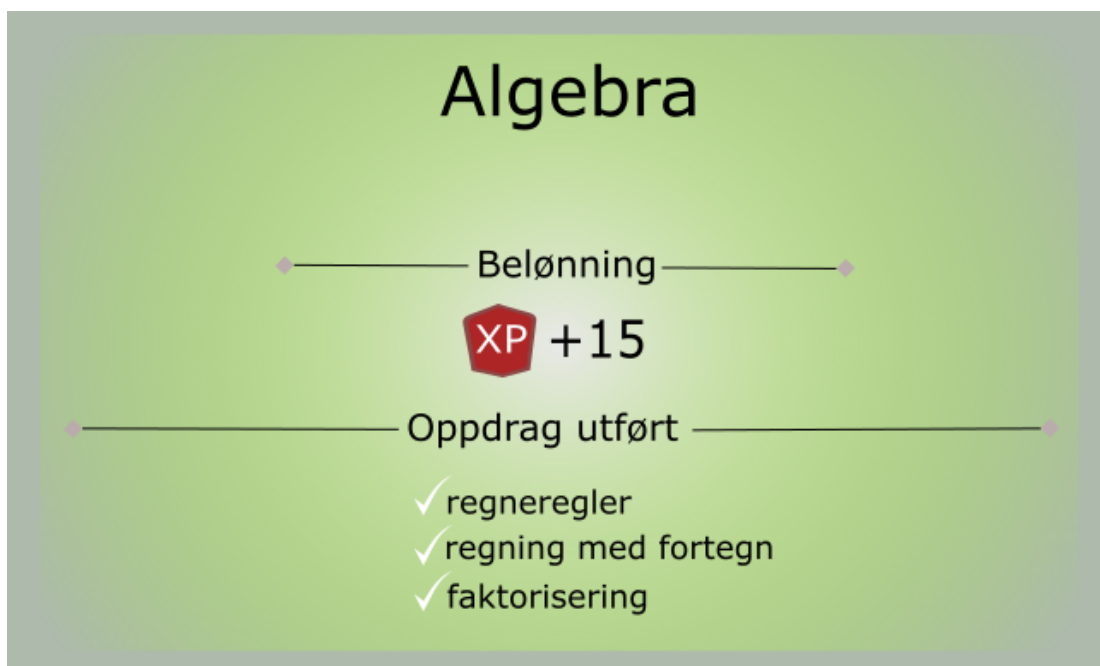 Algebra
Belønning
XP +15
Oppdrag utført
regneregler
regning med fortegn
faktorisering